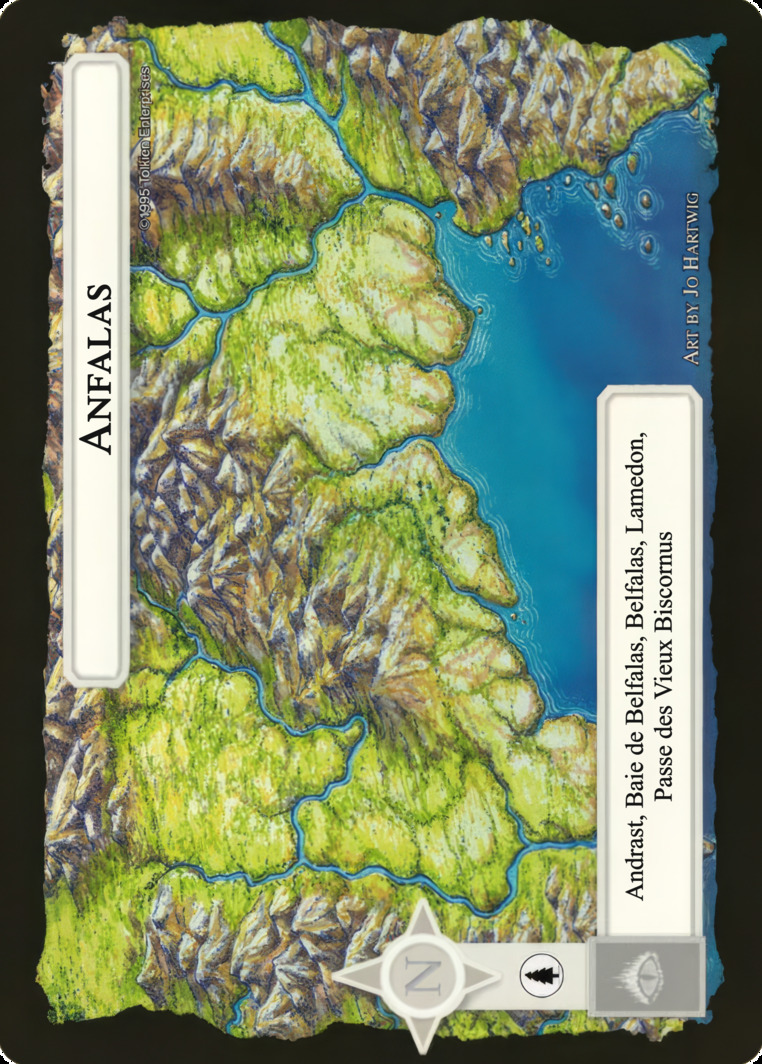 ANFALAS
©1995 Tolkien Enterprises
ART BY JO HARTWIG
Andrast, Baie de Belfalas, Belfalas, Lamedon,
Passe des Vieux Biscornus
N